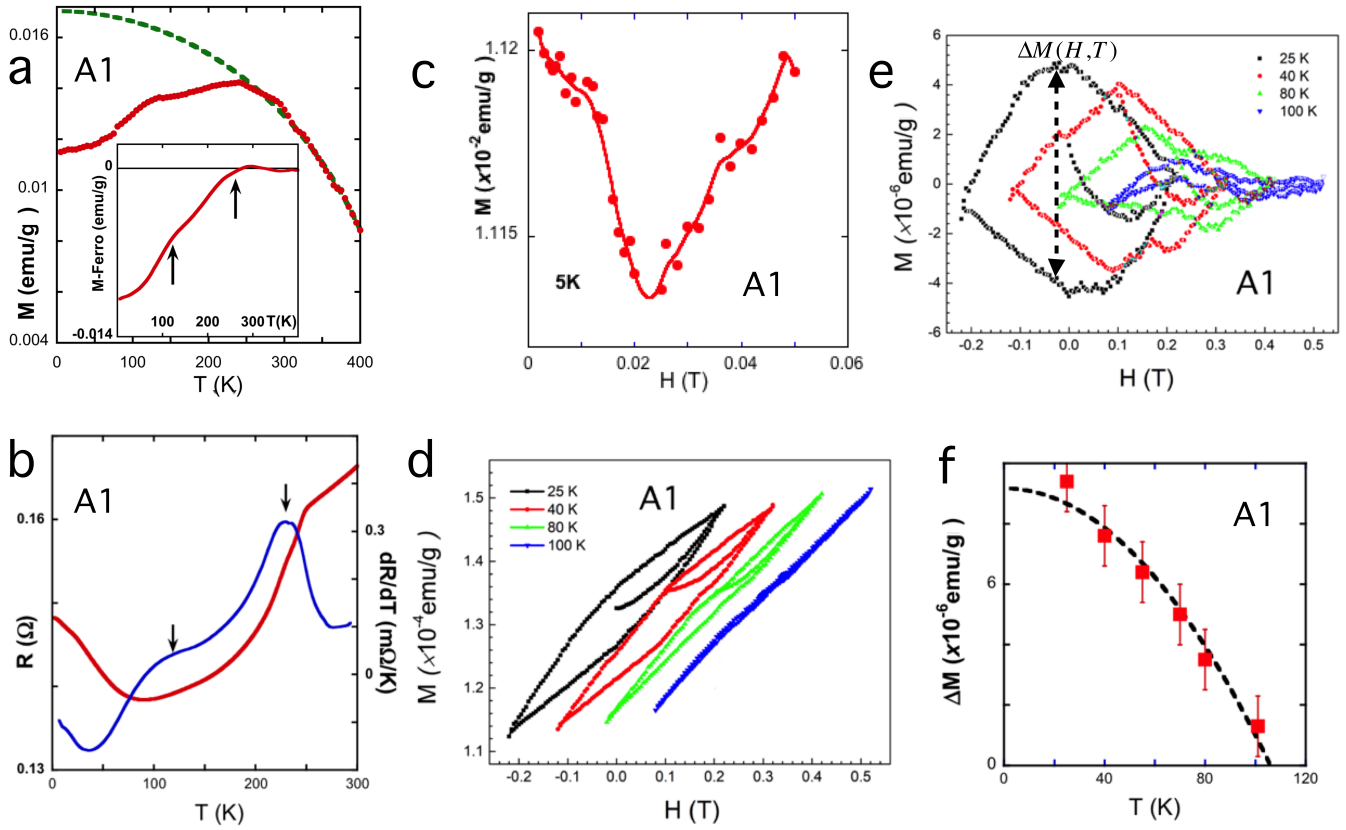 a
A1
0.016
0.01
0.004
M (emu/g)
0
100
200
300
400
T (K)
M-Ferro (emu/g)
0
-0.014
100
200
300
T(K)
c
A1
5K
1.12
1.115
M (x10-2emu/g)
0
0.02
0.04
0.06
H (T)
e
ΔM(H,T)
25 K
40 K
80 K
100 K
A1
6
4
2
0
-2
-4
-6
M (×10-6emu/g)
-0.2
-0.1
0.0
0.1
0.2
0.3
0.4
0.5
H (T)
b
A1
0.16
0.13
R (Ω)
0.3
0
dR/dT (mΩ/K)
0
100
200
300
T (K)
d
25 K
40 K
80 K
100 K
A1
1.5
1.4
1.3
1.2
1.1
M (×10-4emu/g)
-0.2
-0.1
0.0
0.1
0.2
0.3
0.4
0.5
H (T)
f
A1
6
0
ΔM (x10-6emu/g)
0
40
80
120
T (K)